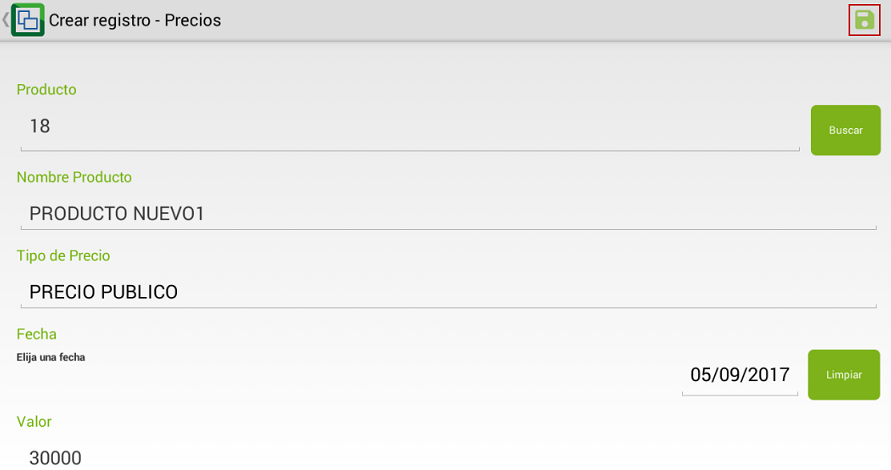 Crear registro - Precios
Producto
18
Buscar
Nombre Producto
PRODUCTO NUEVO1
Tipo de Precio
PRECIO PUBLICO
Fecha
Elija una fecha
05/09/2017
Limpiar
Valor
30000